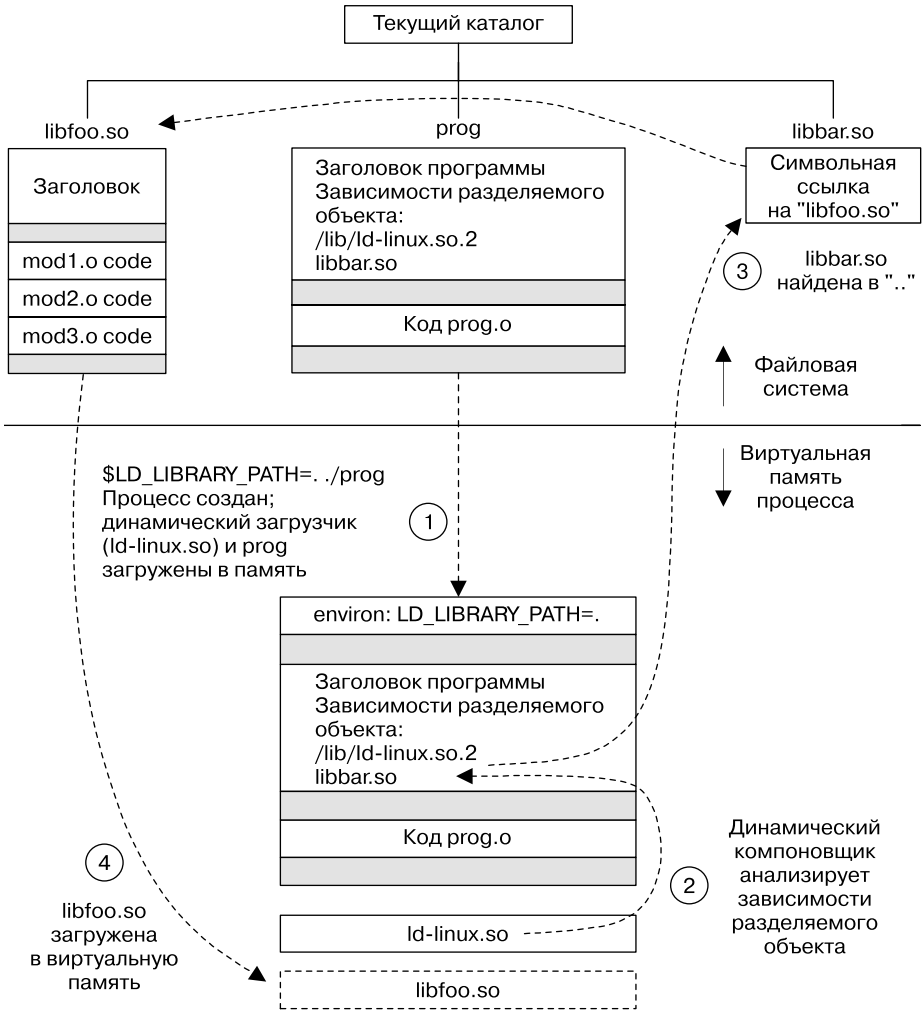 Текущий каталог
libfoo.so
prog
libbar.so
Заголовок
mod1.o code
mod2.o code
mod3.o code
Заголовок программы
Зависимости разделяемого
объекта:
/lib/ld-linux.so.2
libbar.so
Код prog.o
Символьная
ссылка
на "libfoo.so"
3
libbar.so
найдена в ".."
Файловая
система
Виртуальная
память
процесса
$LD_LIBRARY_PATH=. ./prog
Процесс создан;
динамический загрузчик
(ld-linux.so) и prog
загружены в память
1
environ: LD_LIBRARY_PATH=.
Заголовок программы
Зависимости разделяемого
объекта:
/lib/ld-linux.so.2
libbar.so
Код prog.o
2
Динамический
компоновщик
анализирует
зависимости
разделяемого
объекта
4
libfoo.so
загружена
в виртуальную
память
ld-linux.so
libfoo.so